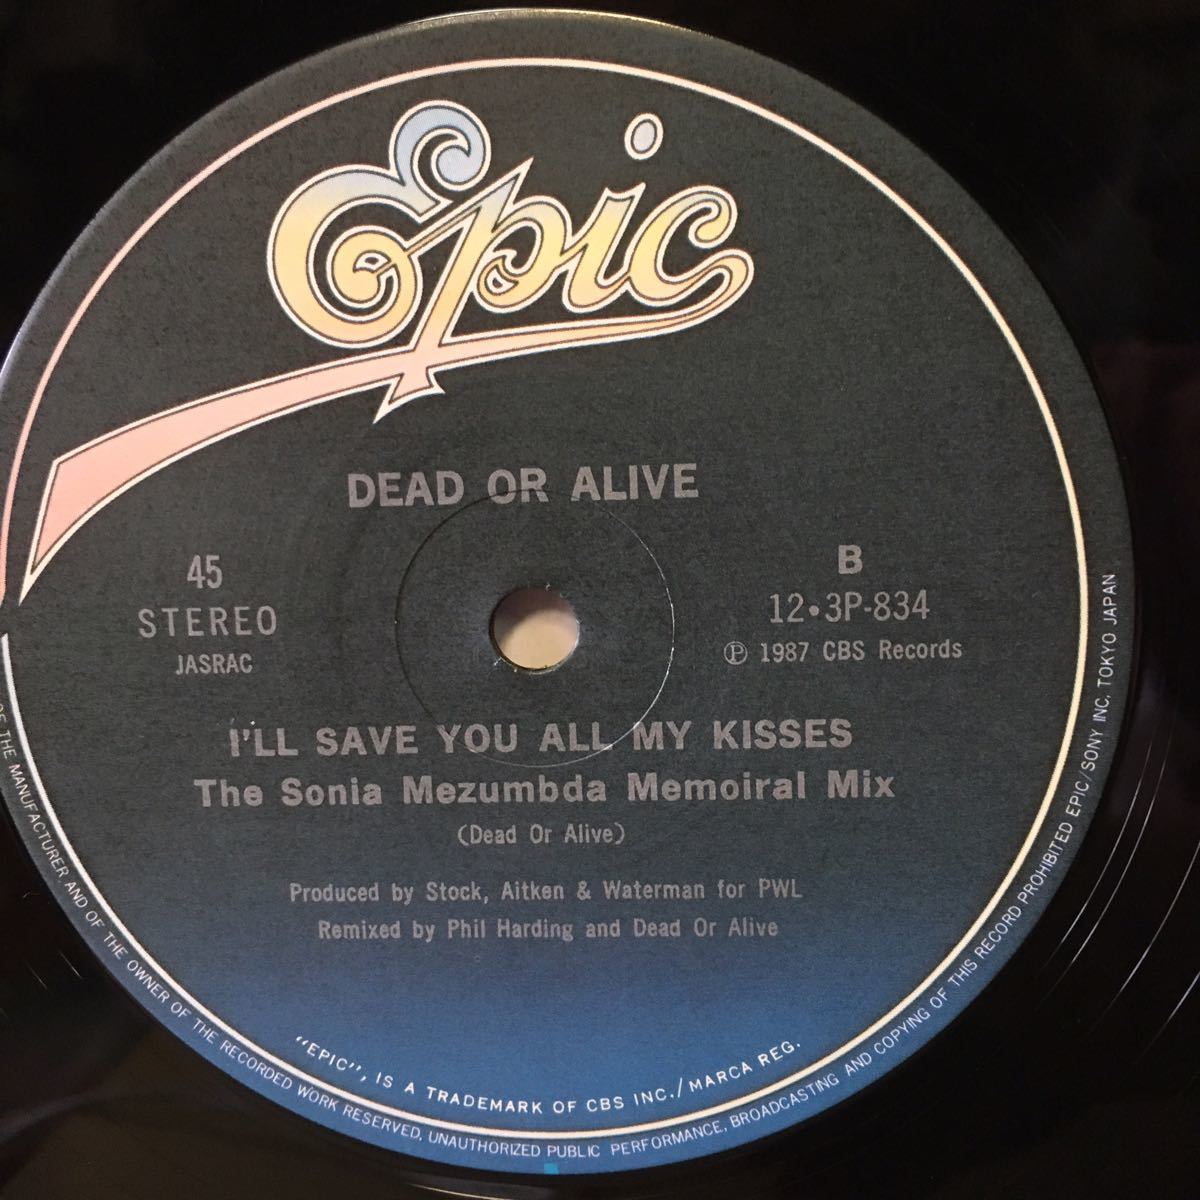 Epic
DEAD OR ALIVE
45
STEREO
JASRAC
B
12・3P-834
Ⓟ 1987 CBS Records
I'LL SAVE YOU ALL MY KISSES
The Sonia Mezumbda Memoiral Mix
(Dead Or Alive)
Produced by Stock, Aitken & Waterman for PWL
Remixed by Phil Harding and Dead Or Alive
"EPIC", IS A TRADEMARK OF CBS INC./MARCA REG.
OF THE MANUFACTURER AND OF THE OWNER OF THE RECORDED WORK RESERVED, UNAUTHORIZED PUBLIC PERFORMANCE, BROADCASTING AND COPYING OF THIS RECORD PROHIBITED EPIC/SONY INC. TOKYO JAPAN